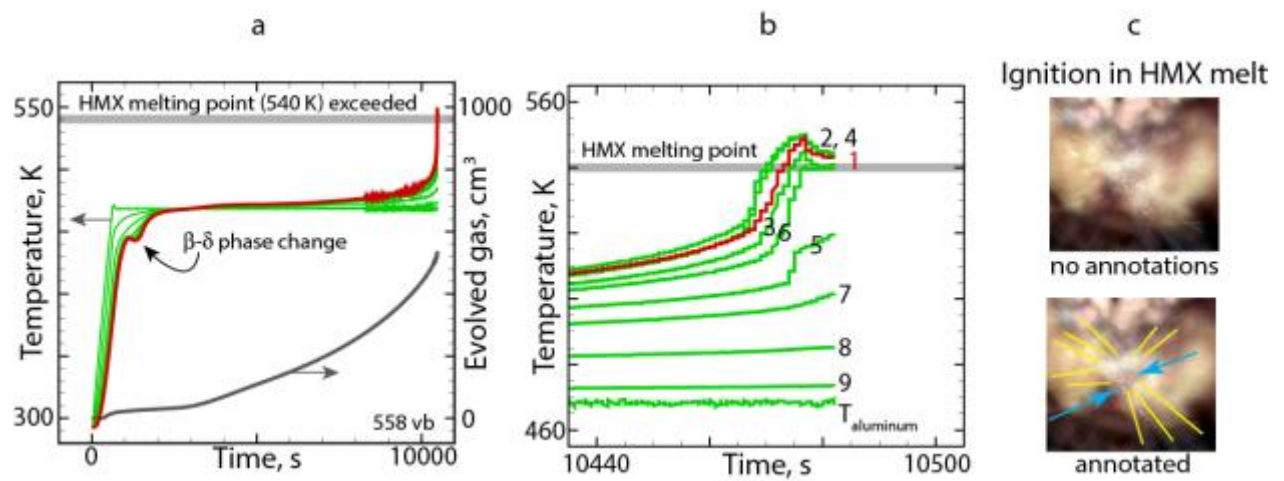 a
HMX melting point (540 K) exceeded
550
300
Temperature, K
β-δ phase change
558 vb
1000
0
Evolved gas, cm³
0
Time, s
10000
b
560
460
Temperature, K
HMX melting point
2, 4
1
3
6
5
7
8
9
T aluminum
10440
Time, s
10500
c
Ignition in HMX melt
no annotations
annotated